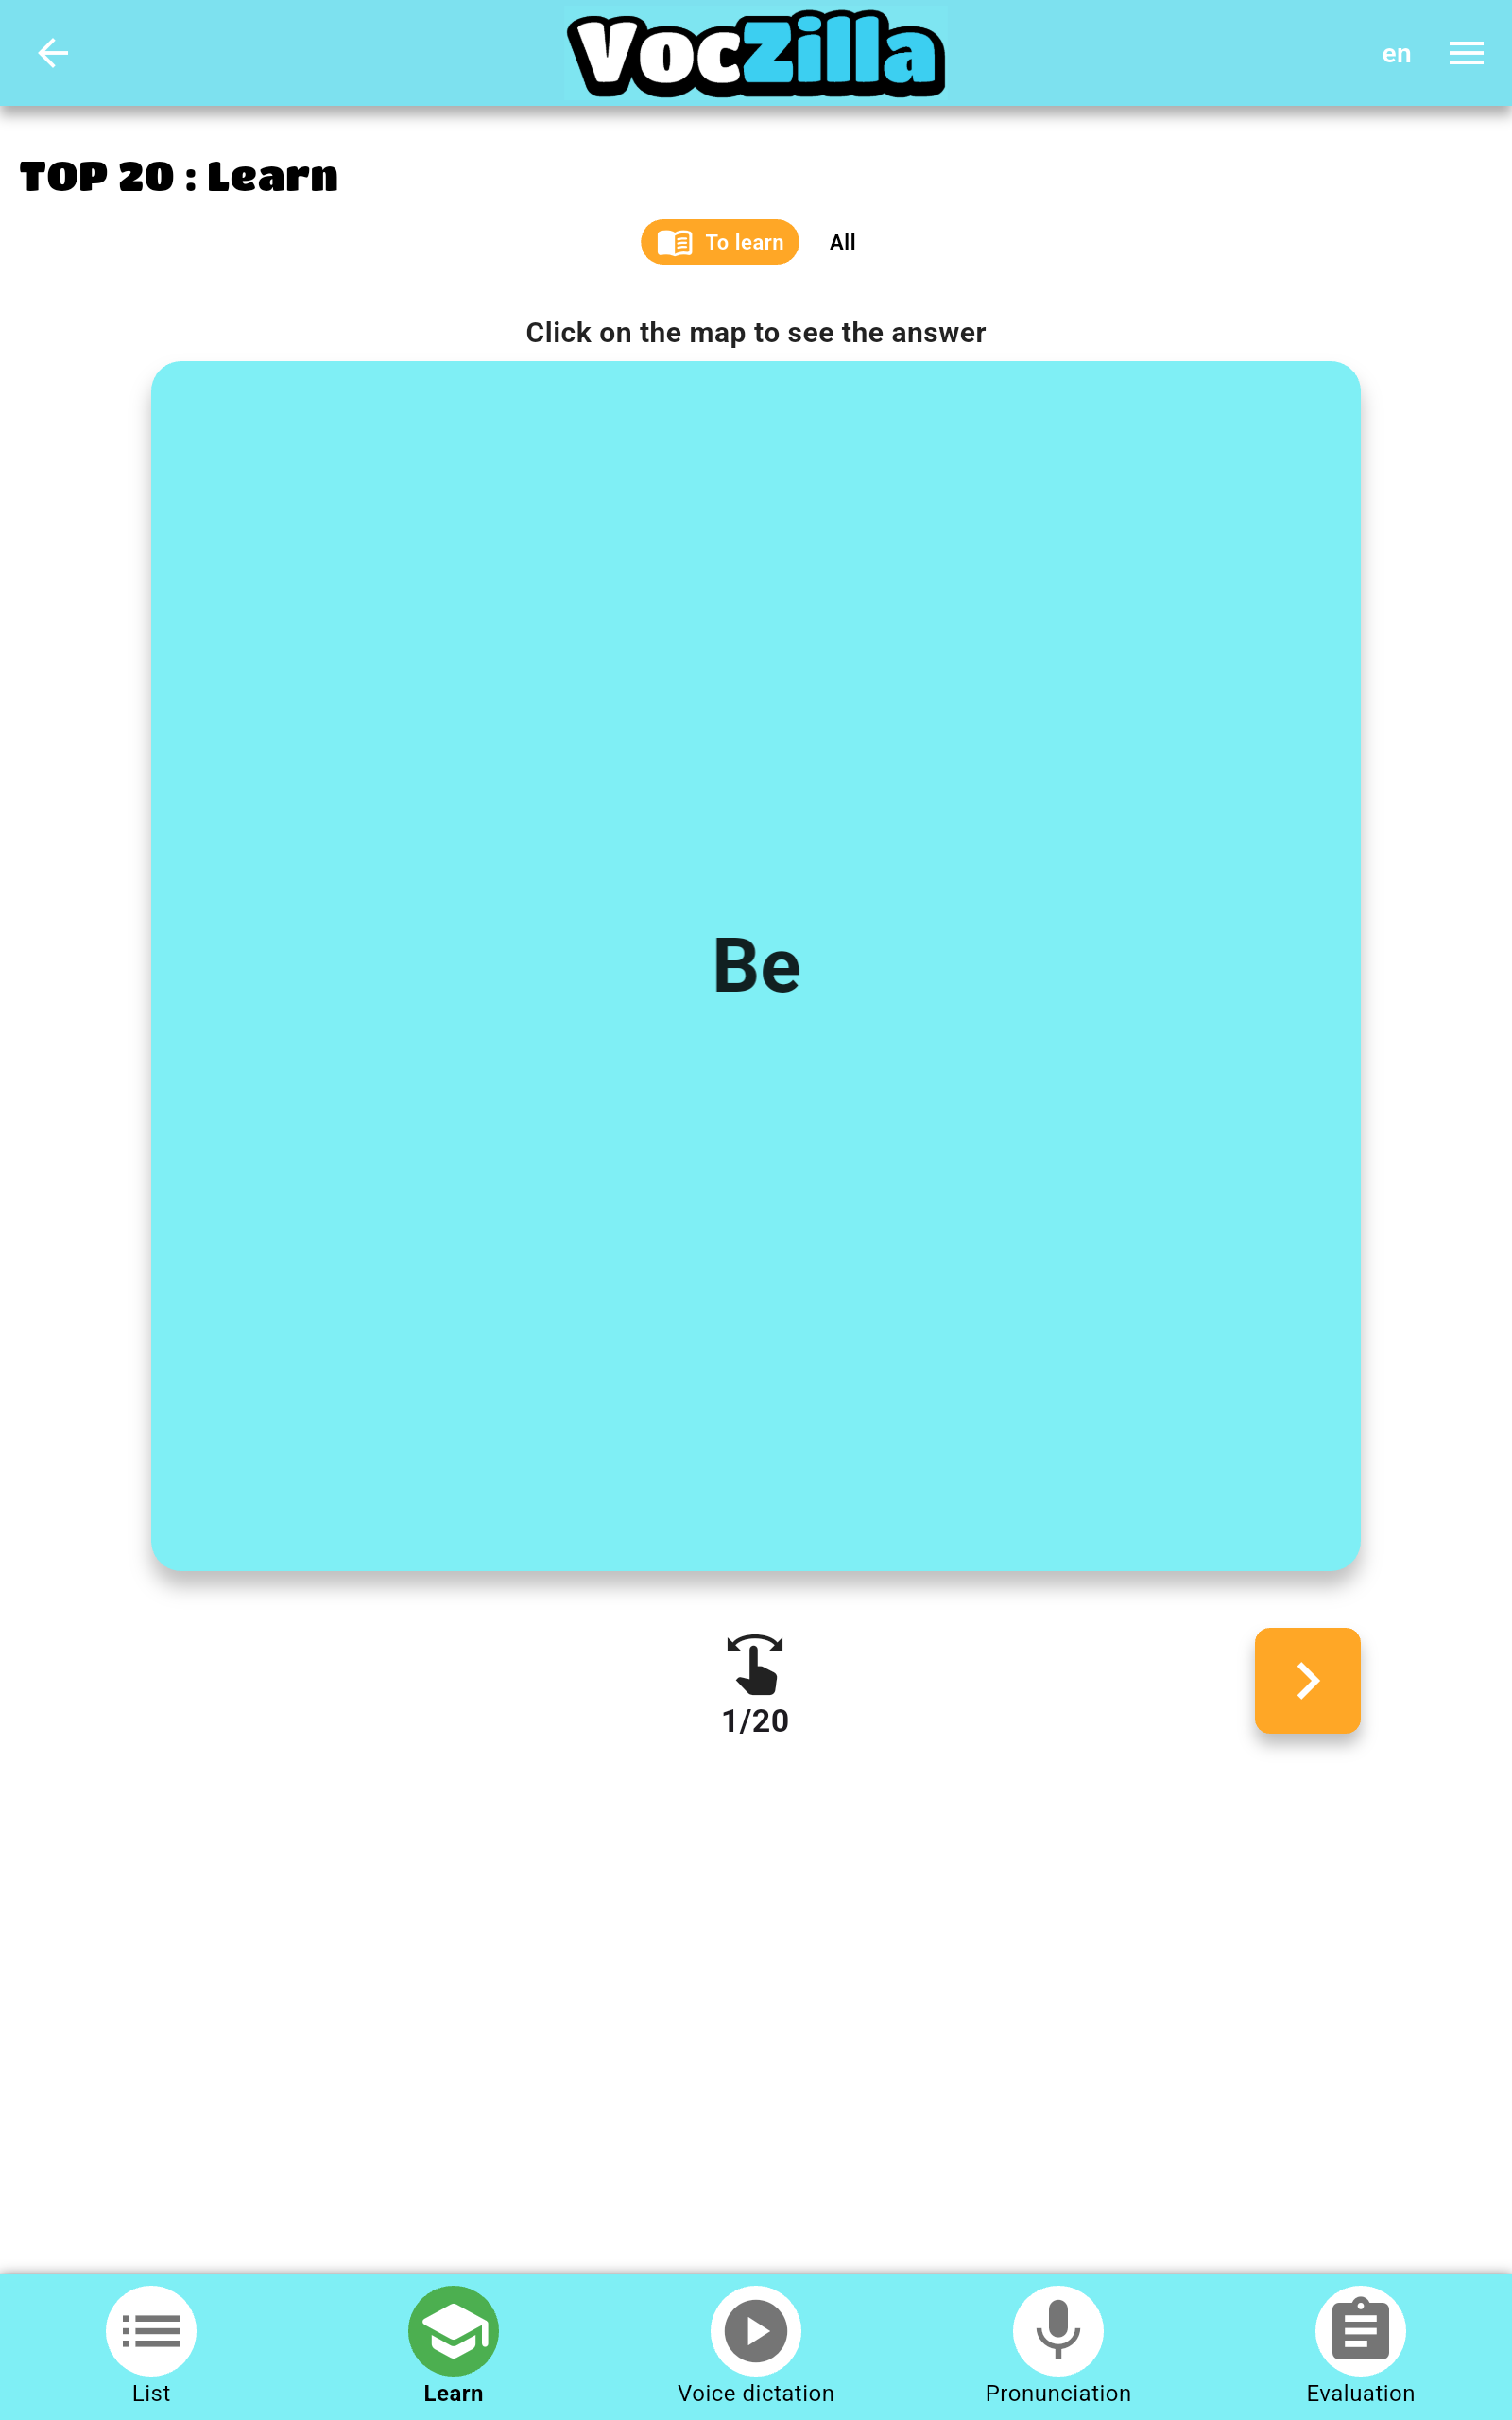 VocZilla
en
TOP 20 : Learn
To learn
All
Click on the map to see the answer
Be
1/20
List
Learn
Voice dictation
Pronunciation
Evaluation